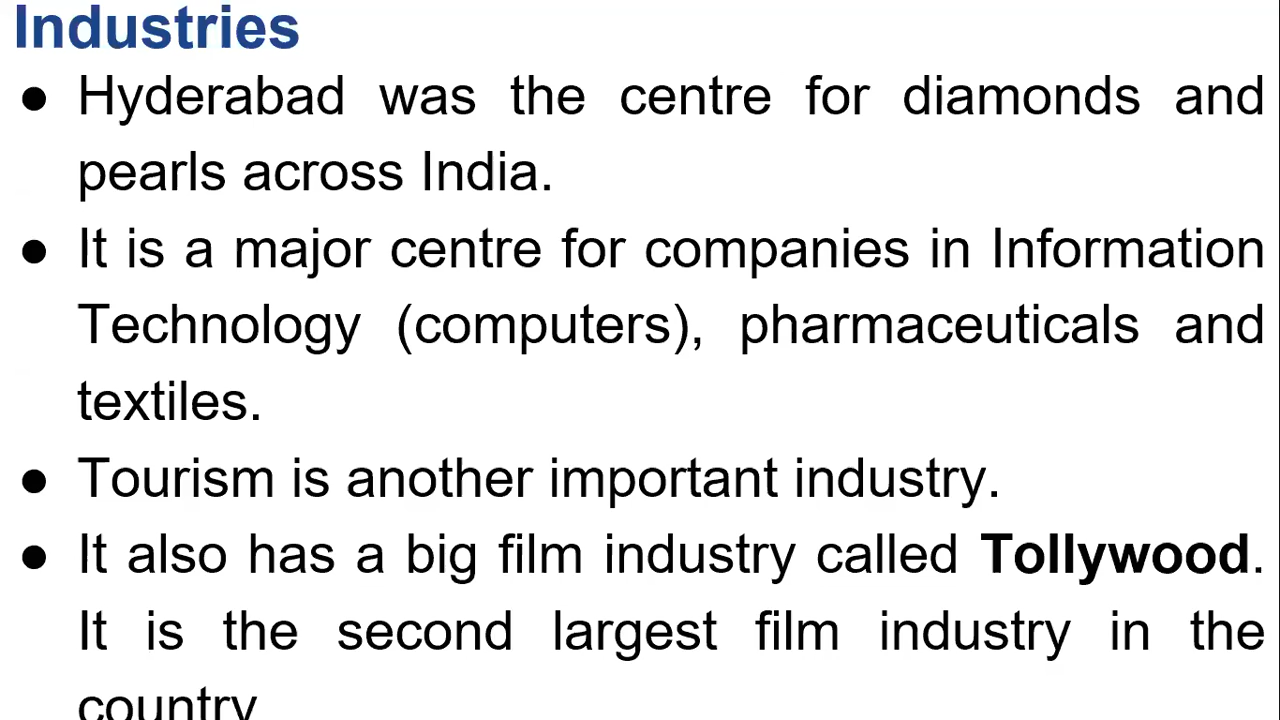 Industries
● Hyderabad was the centre for diamonds and
pearls across India.
● It is a major centre for companies in Information
Technology (computers), pharmaceuticals and
textiles.
● Tourism is another important industry.
● It also has a big film industry called Tollywood.
It is the second largest film industry in the
country